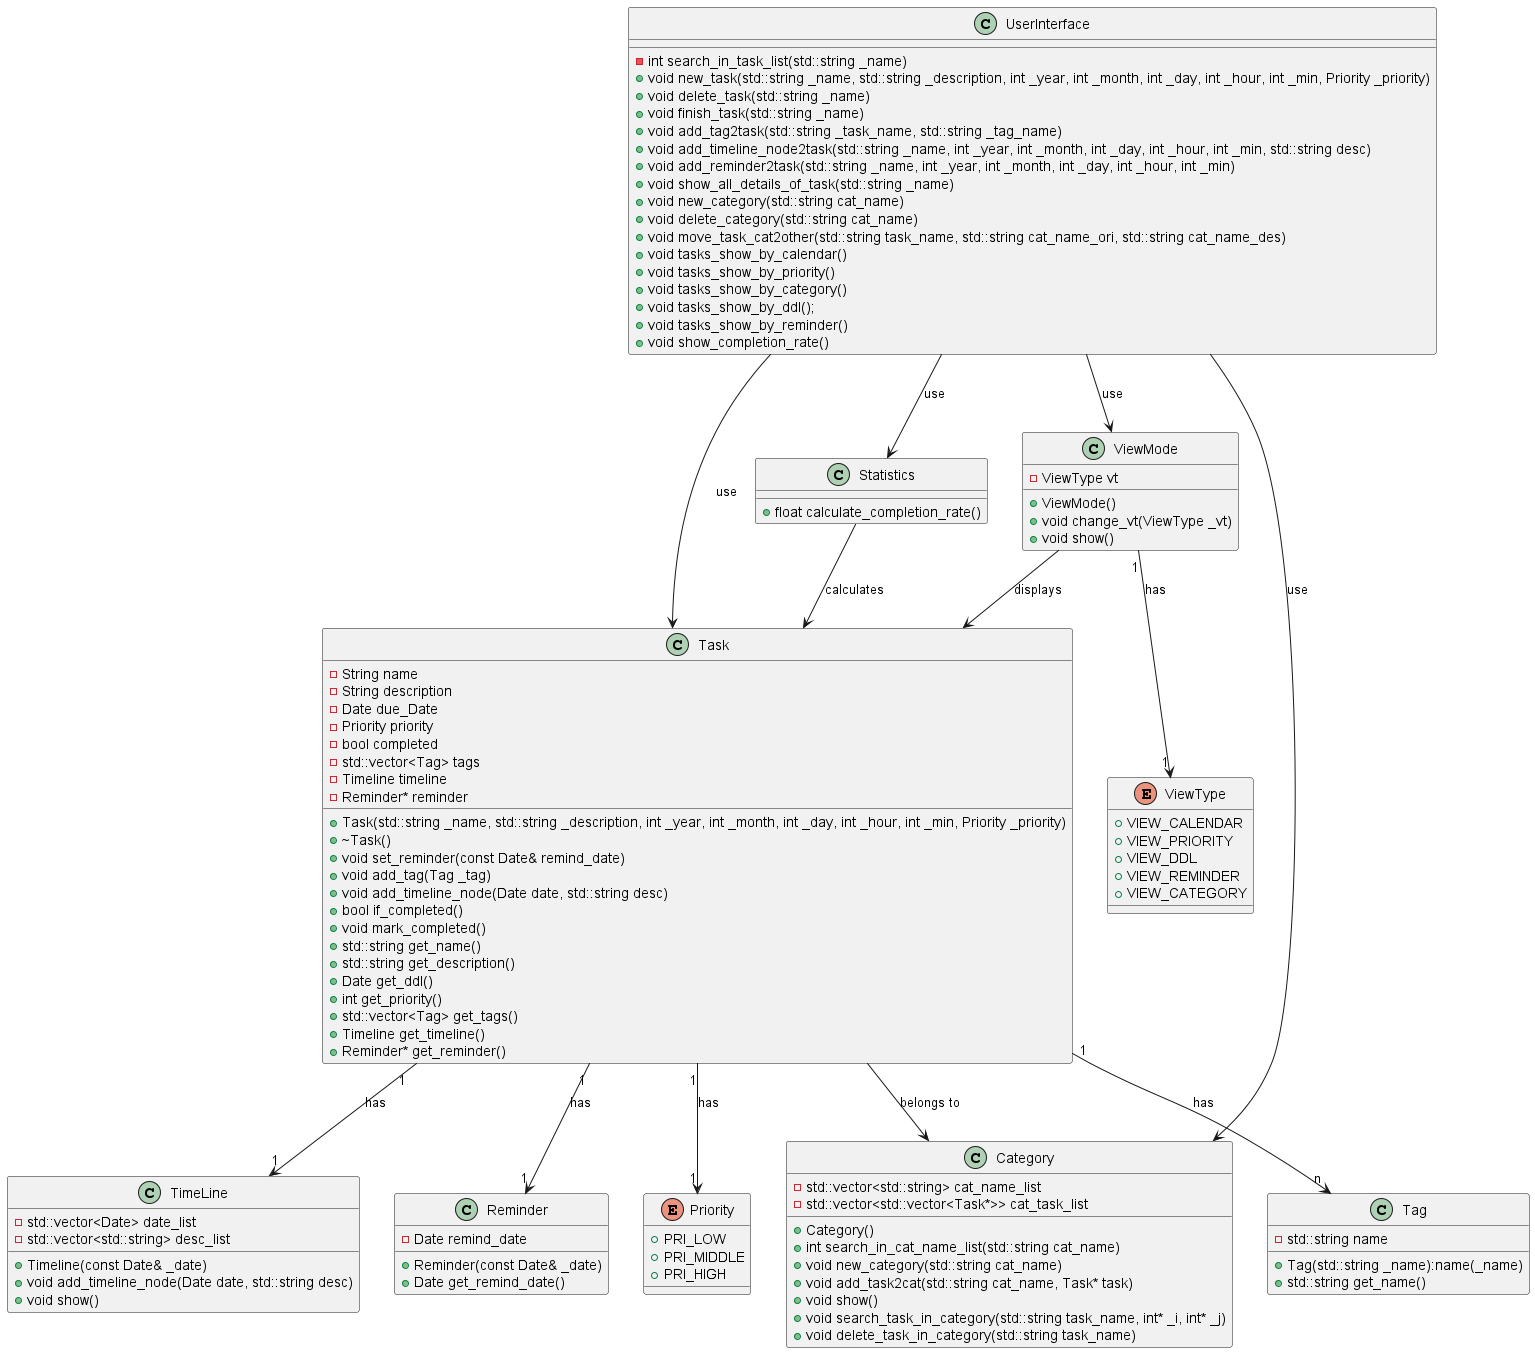 C UserInterface
int search_in_task_list(std::string _name)
void new_task(std::string _name, std::string _description, int _year, int _month, int _day, int _hour, int _min, Priority _priority)
void delete_task(std::string _name)
void finish_task(std::string _name)
void add_tag2task(std::string _task_name, std::string _tag_name)
void add_timeline_node2task(std::string _name, int _year, int _month, int _day, int _hour, int _min, std::string desc)
void add_reminder2task(std::string _name, int _year, int _month, int _day, int _hour, int _min)
void show_all_details_of_task(std::string _name)
void new_category(std::string cat_name)
void delete_category(std::string cat_name)
void move_task_cat2other(std::string task_name, std::string cat_name_ori, std::string cat_name_des)
void tasks_show_by_calendar()
void tasks_show_by_priority()
void tasks_show_by_category()
void tasks_show_by_ddl();
void tasks_show_by_reminder()
void show_completion_rate()
use
use
use
use
C Statistics
float calculate_completion_rate()
C ViewMode
ViewType vt
ViewMode()
void change_vt(ViewType _vt)
void show()
calculates
displays
1
has
1
C Task
String name
String description
Date due_Date
Priority priority
bool completed
std::vector<Tag> tags
Timeline timeline
Reminder* reminder
Task(std::string _name, std::string _description, int _year, int _month, int _day, int _hour, int _min, Priority _priority)
~Task()
void set_reminder(const Date& remind_date)
void add_tag(Tag _tag)
void add_timeline_node(Date date, std::string desc)
bool if_completed()
void mark_completed()
std::string get_name()
std::string get_description()
Date get_ddl()
int get_priority()
std::vector<Tag> get_tags()
Timeline get_timeline()
Reminder* get_reminder()
E ViewType
VIEW_CALENDAR
VIEW_PRIORITY
VIEW_DDL
VIEW_REMINDER
VIEW_CATEGORY
1
has
1
1
has
1
1
has
1
belongs to
1
has
n
C TimeLine
std::vector<Date> date_list
std::vector<std::string> desc_list
Timeline(const Date& _date)
void add_timeline_node(Date date, std::string desc)
void show()
C Reminder
Date remind_date
Reminder(const Date& _date)
Date get_remind_date()
E Priority
PRI_LOW
PRI_MIDDLE
PRI_HIGH
C Category
std::vector<std::string> cat_name_list
std::vector<std::vector<Task*>> cat_task_list
Category()
int search_in_cat_name_list(std::string cat_name)
void new_category(std::string cat_name)
void add_task2cat(std::string cat_name, Task* task)
void show()
void search_task_in_category(std::string task_name, int* _i, int* _j)
void delete_task_in_category(std::string task_name)
C Tag
std::string name
Tag(std::string _name):name(_name)
std::string get_name()